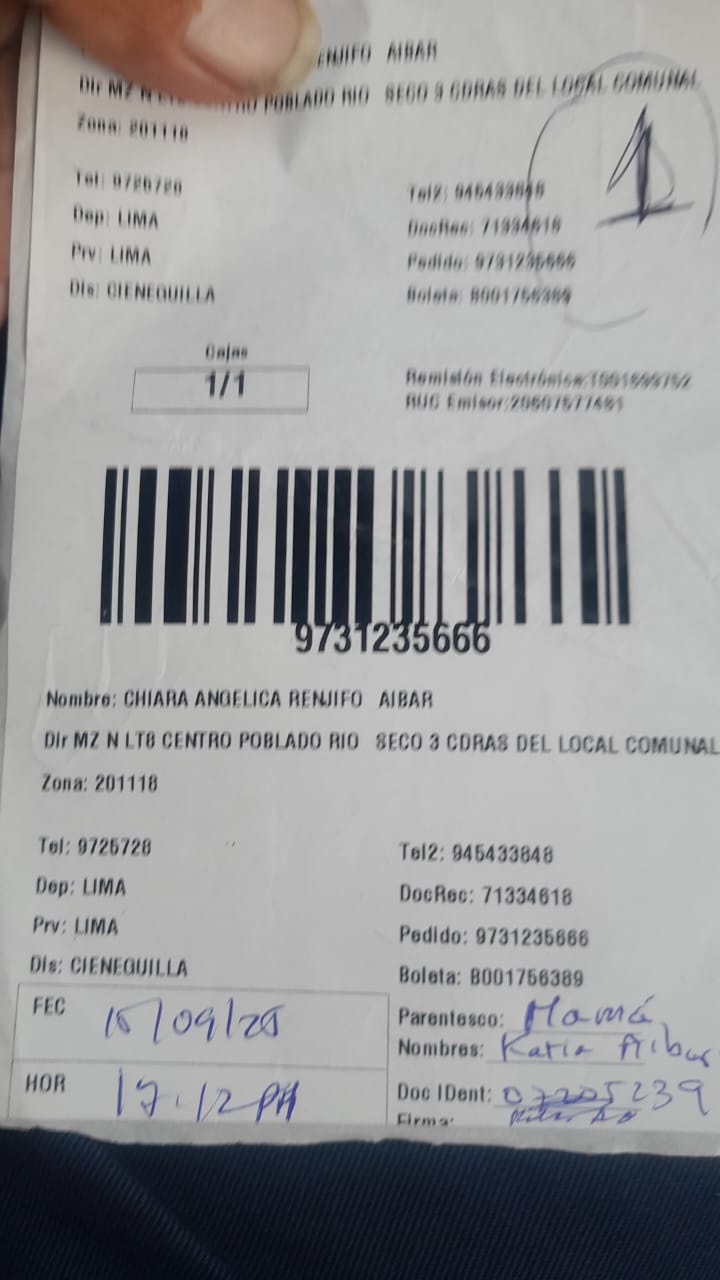 ENJIFO AIBAR
Dir MZ N LT8 CENTRO POBLADO RIO SECO 3 CDRAS DEL LOCAL COMUNAL
1
Zona: 201118
Tel: 9725728
Tel2: 945433848
Dep: LIMA
DocRec: 71334618
Prv: LIMA
Pedido: 9731235666
Dis: CIENEGUILLA
Boleta: B001756389
Cajas
1/1
Remisión Electrónica:
RUC Emisor:20607577481
9731235666
Nombre: CHIARA ANGELICA RENJIFO AIBAR
Dir MZ N LT8 CENTRO POBLADO RIO SECO 3 CDRAS DEL LOCAL COMUNAL
Zona: 201118
Tel: 9725728
Tel2: 945433848
Dep: LIMA
DocRec: 71334618
Prv: LIMA
Pedido: 9731235666
Dis: CIENEGUILLA
Boleta: B001756389
FEC
Parentesco: Mamá
Nombres: Katia Aibar
HOR 17:12 PM
Doc IDent:
Firma: